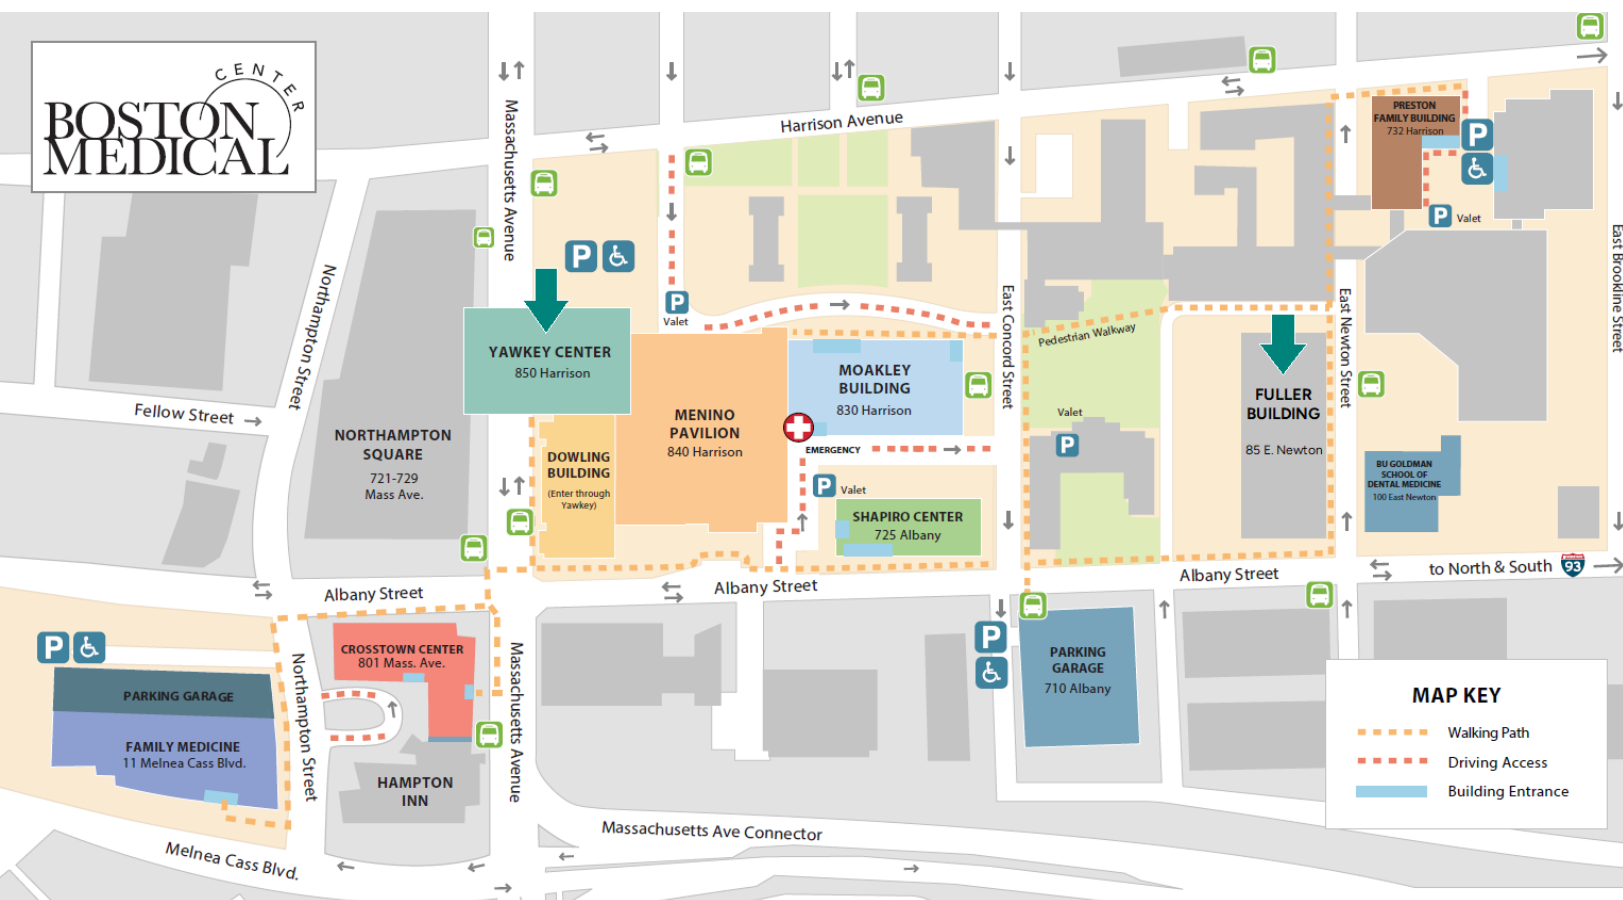 CENTER
BOSTON
MEDICAL
Harrison Avenue
Massachusetts Avenue
PRESTON
FAMILY BUILDING
732 Harrison
P
P
Valet
East Brookline Street
Northampton Street
P
P
Valet
YAWKEY CENTER
850 Harrison
East Concord Street
Pedestrian Walkway
East Newton Street
MOAKLEY
BUILDING
830 Harrison
MENINO
PAVILION
840 Harrison
FULLER
BUILDING
85 E. Newton
Fellow Street
NORTHAMPTON
SQUARE
721-729
Mass Ave.
DOWLING
BUILDING
(Enter through
Yawkey)
EMERGENCY
Valet
P
P
Valet
SHAPIRO CENTER
725 Albany
BU GOLDMAN
SCHOOL OF
DENTAL MEDICINE
100 East Newton
Albany Street
Albany Street
Albany Street
to North & South
93
P
CROSSTOWN CENTER
801 Mass. Ave.
P
PARKING
GARAGE
710 Albany
PARKING GARAGE
FAMILY MEDICINE
11 Melnea Cass Blvd.
Northampton Street
Massachusetts Avenue
HAMPTON
INN
Massachusetts Ave Connector
Melnea Cass Blvd.
MAP KEY
Walking Path
Driving Access
Building Entrance